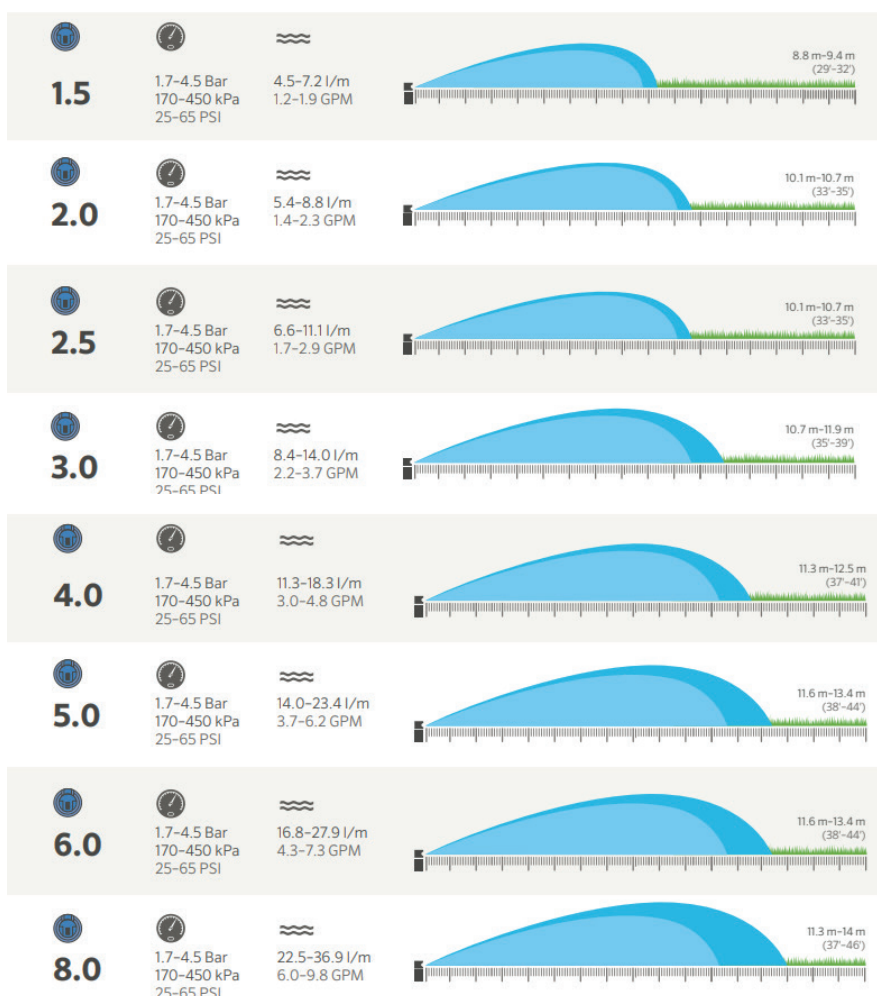 1.5
1.7–4.5 Bar
170–450 kPa
25–65 PSI
4.5–7.2 l/m
1.2–1.9 GPM
8.8 m–9.4 m
(29'–32')
2.0
1.7–4.5 Bar
170–450 kPa
25–65 PSI
5.4–8.8 l/m
1.4–2.3 GPM
10.1 m–10.7 m
(33'–35')
2.5
1.7–4.5 Bar
170–450 kPa
25–65 PSI
6.6–11.1 l/m
1.7–2.9 GPM
10.1 m–10.7 m
(33'–35')
3.0
1.7–4.5 Bar
170–450 kPa
25–65 PSI
8.4–14.0 l/m
2.2–3.7 GPM
10.7 m–11.9 m
(35'–39')
4.0
1.7–4.5 Bar
170–450 kPa
25–65 PSI
11.3–18.3 l/m
3.0–4.8 GPM
11.3 m–12.5 m
(37'–41')
5.0
1.7–4.5 Bar
170–450 kPa
25–65 PSI
14.0–23.4 l/m
3.7–6.2 GPM
11.6 m–13.4 m
(38'–44')
6.0
1.7–4.5 Bar
170–450 kPa
25–65 PSI
16.8–27.9 l/m
4.3–7.3 GPM
11.6 m–13.4 m
(38'–44')
8.0
1.7–4.5 Bar
170–450 kPa
25–65 PSI
22.5–36.9 l/m
6.0–9.8 GPM
11.3 m–14 m
(37'–46')